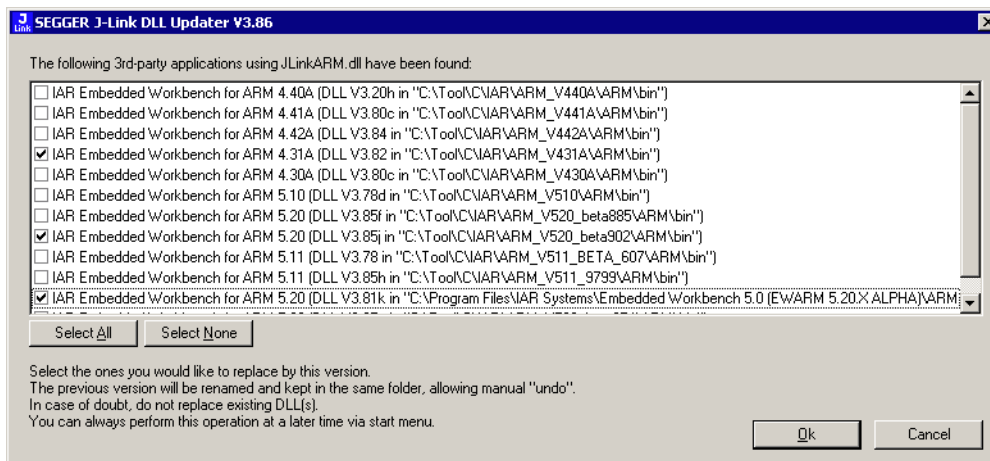 J Link SEGGER J-Link DLL Updater V3.86
The following 3rd-party applications using JLinkARM.dll have been found:
IAR Embedded Workbench for ARM 4.40A (DLL V3.20h in "C:\Tool\C\IAR\ARM_V440A\ARM\bin")
IAR Embedded Workbench for ARM 4.41A (DLL V3.80c in "C:\Tool\C\IAR\ARM_V441A\ARM\bin")
IAR Embedded Workbench for ARM 4.42A (DLL V3.84 in "C:\Tool\C\IAR\ARM_V442A\ARM\bin")
IAR Embedded Workbench for ARM 4.31A (DLL V3.82 in "C:\Tool\C\IAR\ARM_V431A\ARM\bin")
IAR Embedded Workbench for ARM 4.30A (DLL V3.80c in "C:\Tool\C\IAR\ARM_V430A\ARM\bin")
IAR Embedded Workbench for ARM 5.10 (DLL V3.78d in "C:\Tool\C\IAR\ARM_V510\ARM\bin")
IAR Embedded Workbench for ARM 5.20 (DLL V3.85f in "C:\Tool\C\IAR\ARM_V520_beta885\ARM\bin")
IAR Embedded Workbench for ARM 5.20 (DLL V3.85j in "C:\Tool\C\IAR\ARM_V520_beta902\ARM\bin")
IAR Embedded Workbench for ARM 5.11 (DLL V3.78 in "C:\Tool\C\IAR\ARM_V511_BETA_607\ARM\bin")
IAR Embedded Workbench for ARM 5.11 (DLL V3.85h in "C:\Tool\C\IAR\ARM_V511_9799\ARM\bin")
IAR Embedded Workbench for ARM 5.20 (DLL V3.81k in "C:\Program Files\IAR Systems\Embedded Workbench 5.0 (EWARM 5.20.X ALPHA)\ARM
Select All Select None
Select the ones you would like to replace by this version.
The previous version will be renamed and kept in the same folder, allowing manual "undo".
In case of doubt, do not replace existing DLL(s).
You can always perform this operation at a later time via start menu.
Ok Cancel